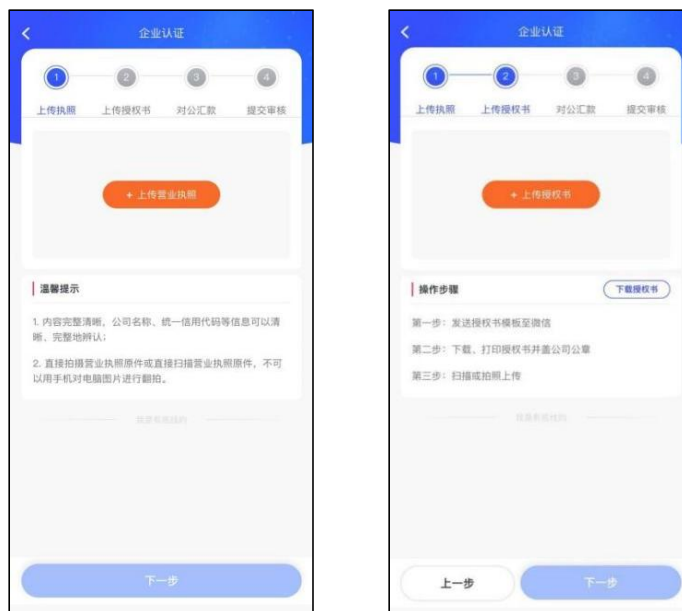 企业认证
1 2 3 4
上传执照 上传授权书 对公汇款 提交审核
+ 上传营业执照
温馨提示
1. 内容完整清晰，公司名称、统一信用代码等信息可以清
晰、完整地辨认；
2. 直接拍摄营业执照原件或直接扫描营业执照原件，不可
以用手机对电脑图片进行翻拍。
下一步
企业认证
1 2 3 4
上传执照 上传授权书 对公汇款 提交审核
+ 上传授权书
操作步骤 下载授权书
第一步：发送授权书模板至微信
第二步：下载、打印授权书并盖公司公章
第三步：扫描或拍照上传
上一步 下一步